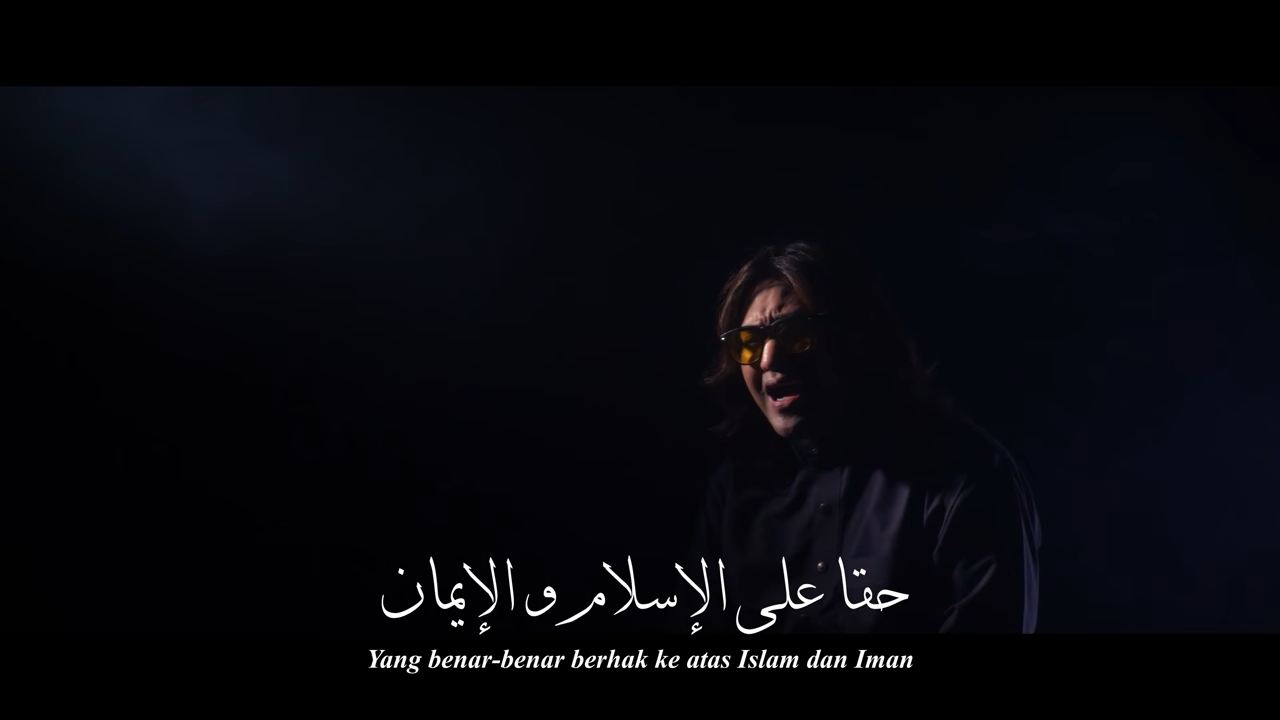 حقا على الإسلام و الإيمان
Yang benar-benar berhak ke atas Islam dan Iman